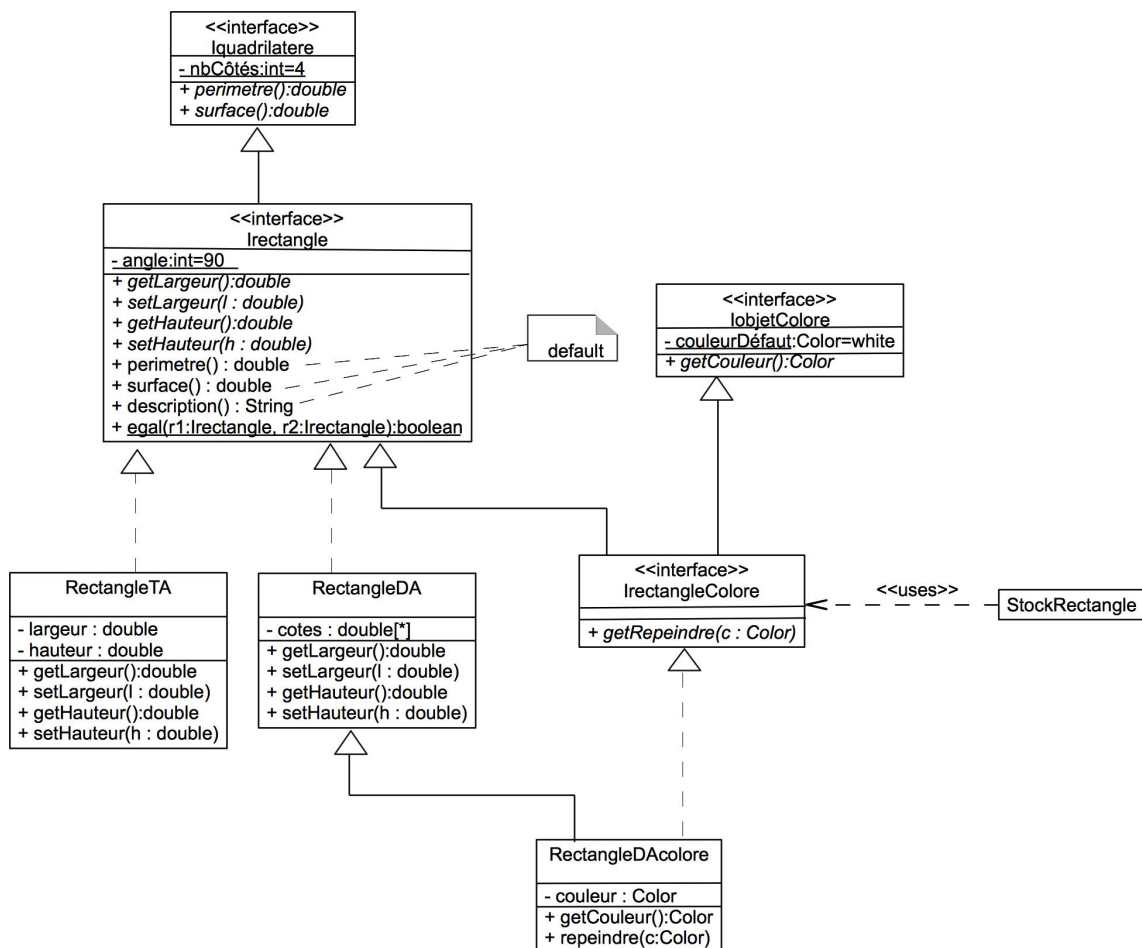 <<interface>>
Iquadrilatere
- nbCôtés:int=4
+ perimetre():double
+ surface():double
<<interface>>
Irectangle
- angle:int=90
+ getLargeur():double
+ setLargeur(l : double)
+ getHauteur():double
+ setHauteur(h : double)
+ perimetre() : double
+ surface() : double
+ description() : String
+ egal(r1:Irectangle, r2:Irectangle):boolean
default
<<interface>>
IobjetColore
- couleurDéfaut:Color=white
+ getCouleur():Color
RectangleTA
- largeur : double
- hauteur : double
+ getLargeur():double
+ setLargeur(l : double)
+ getHauteur():double
+ setHauteur(h : double)
RectangleDA
- cotes : double[*]
+ getLargeur():double
+ setLargeur(l : double)
+ getHauteur():double
+ setHauteur(h : double)
<<interface>>
IrectangleColore
+ getRepeindre(c : Color)
<<uses>>
StockRectangle
RectangleDAcolore
- couleur : Color
+ getCouleur():Color
+ repeindre(c:Color)